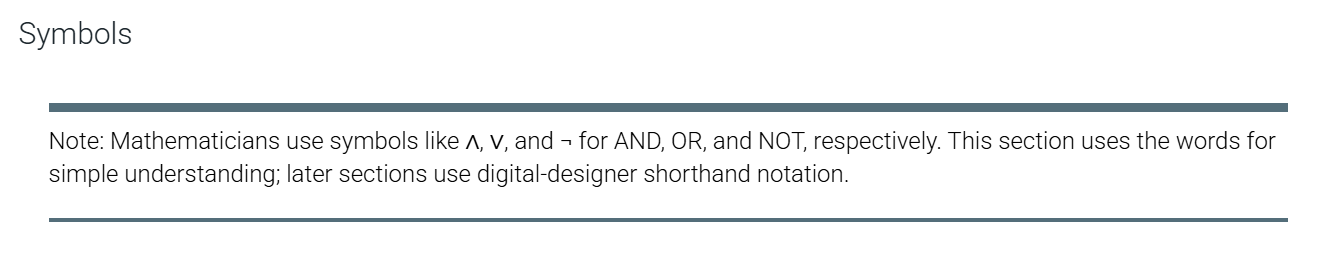 Symbols
Note: Mathematicians use symbols like ∧, ∨, and ¬ for AND, OR, and NOT, respectively. This section uses the words for
simple understanding; later sections use digital-designer shorthand notation.